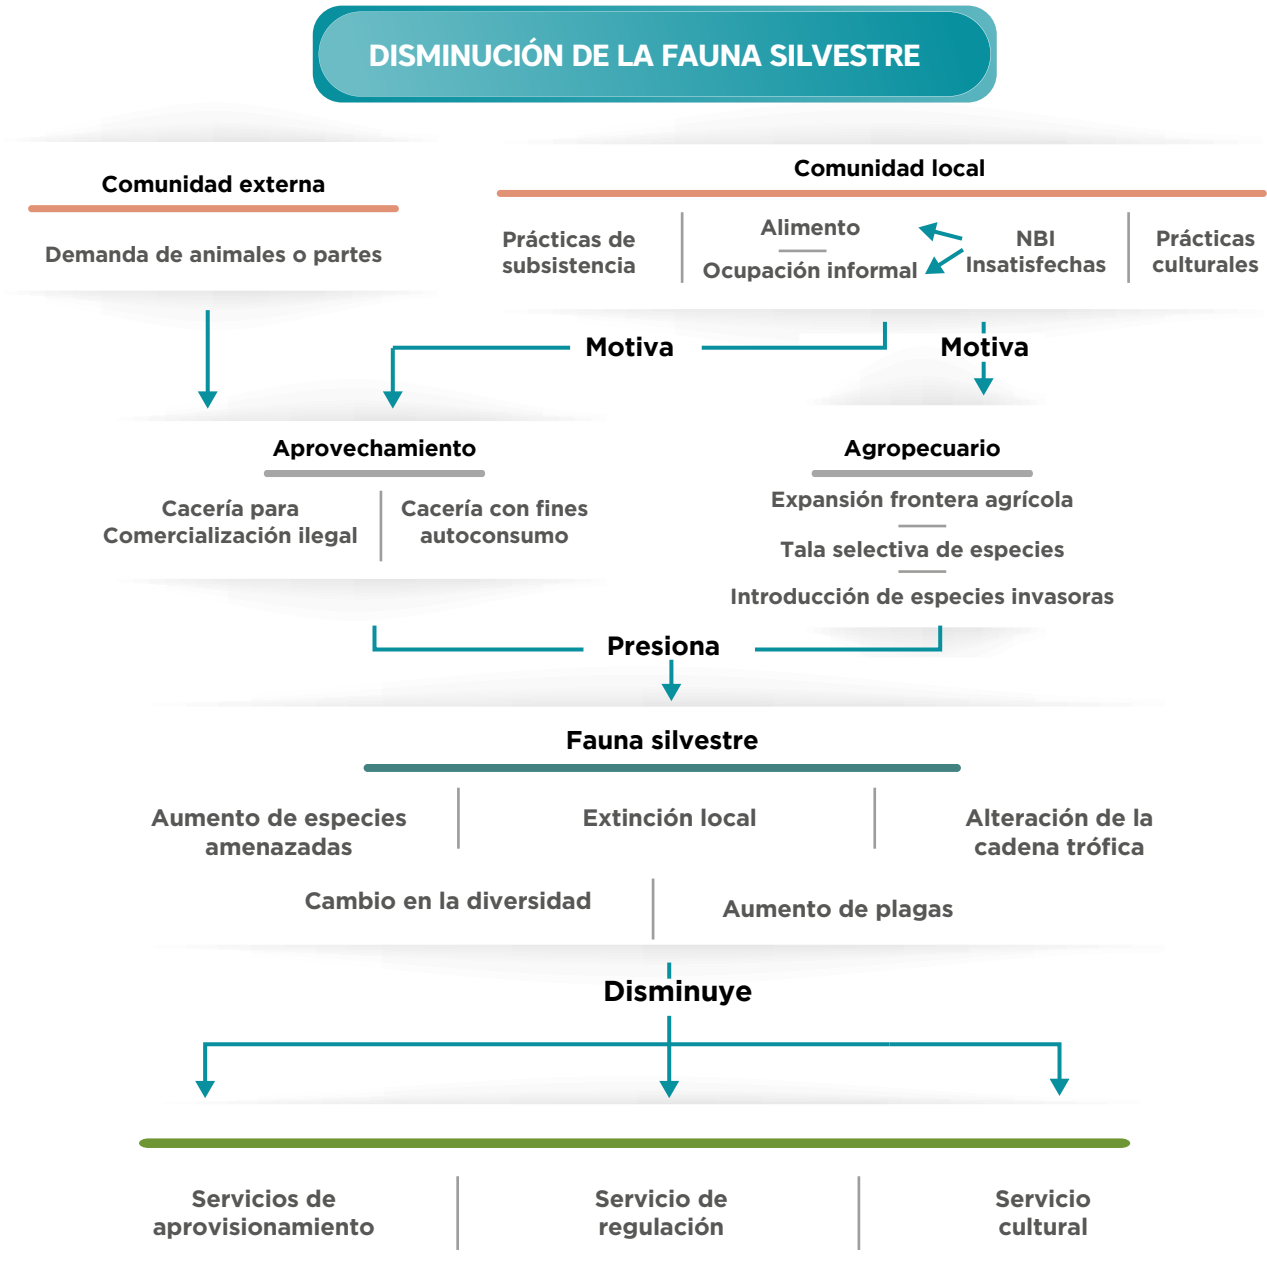 DISMINUCIÓN DE LA FAUNA SILVESTRE
Comunidad externa
Demanda de animales o partes
Comunidad local
Prácticas de
subsistencia
Alimento
Ocupación informal
NBI
Insatisfechas
Prácticas
culturales
Motiva
Motiva
Aprovechamiento
Cacería para
Comercialización ilegal
Cacería con fines
autoconsumo
Agropecuario
Expansión frontera agrícola
Tala selectiva de especies
Introducción de especies invasoras
Presiona
Fauna silvestre
Aumento de especies
amenazadas
Extinción local
Alteración de la
cadena trófica
Cambio en la diversidad
Aumento de plagas
Disminuye
Servicios de
aprovisionamiento
Servicio de
regulación
Servicio
cultural